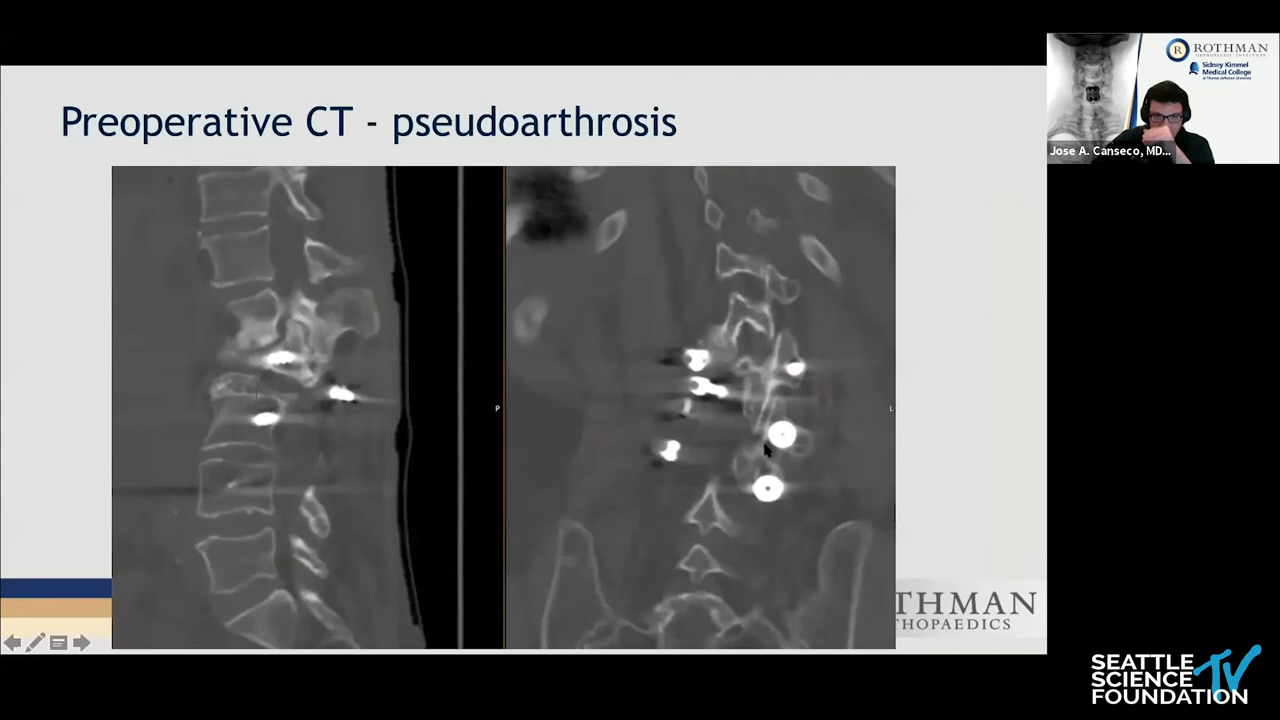 Preoperative CT - pseudoarthrosis
P
L
R ROTHMAN
ORTHOPAEDIC INSTITUTE
Sidney Kimmel
Medical College
at Thomas Jefferson University
Jose A. Canseco, MD...
THMAN
THOPAEDICS
SEATTLE
SCIENCE TV
FOUNDATION